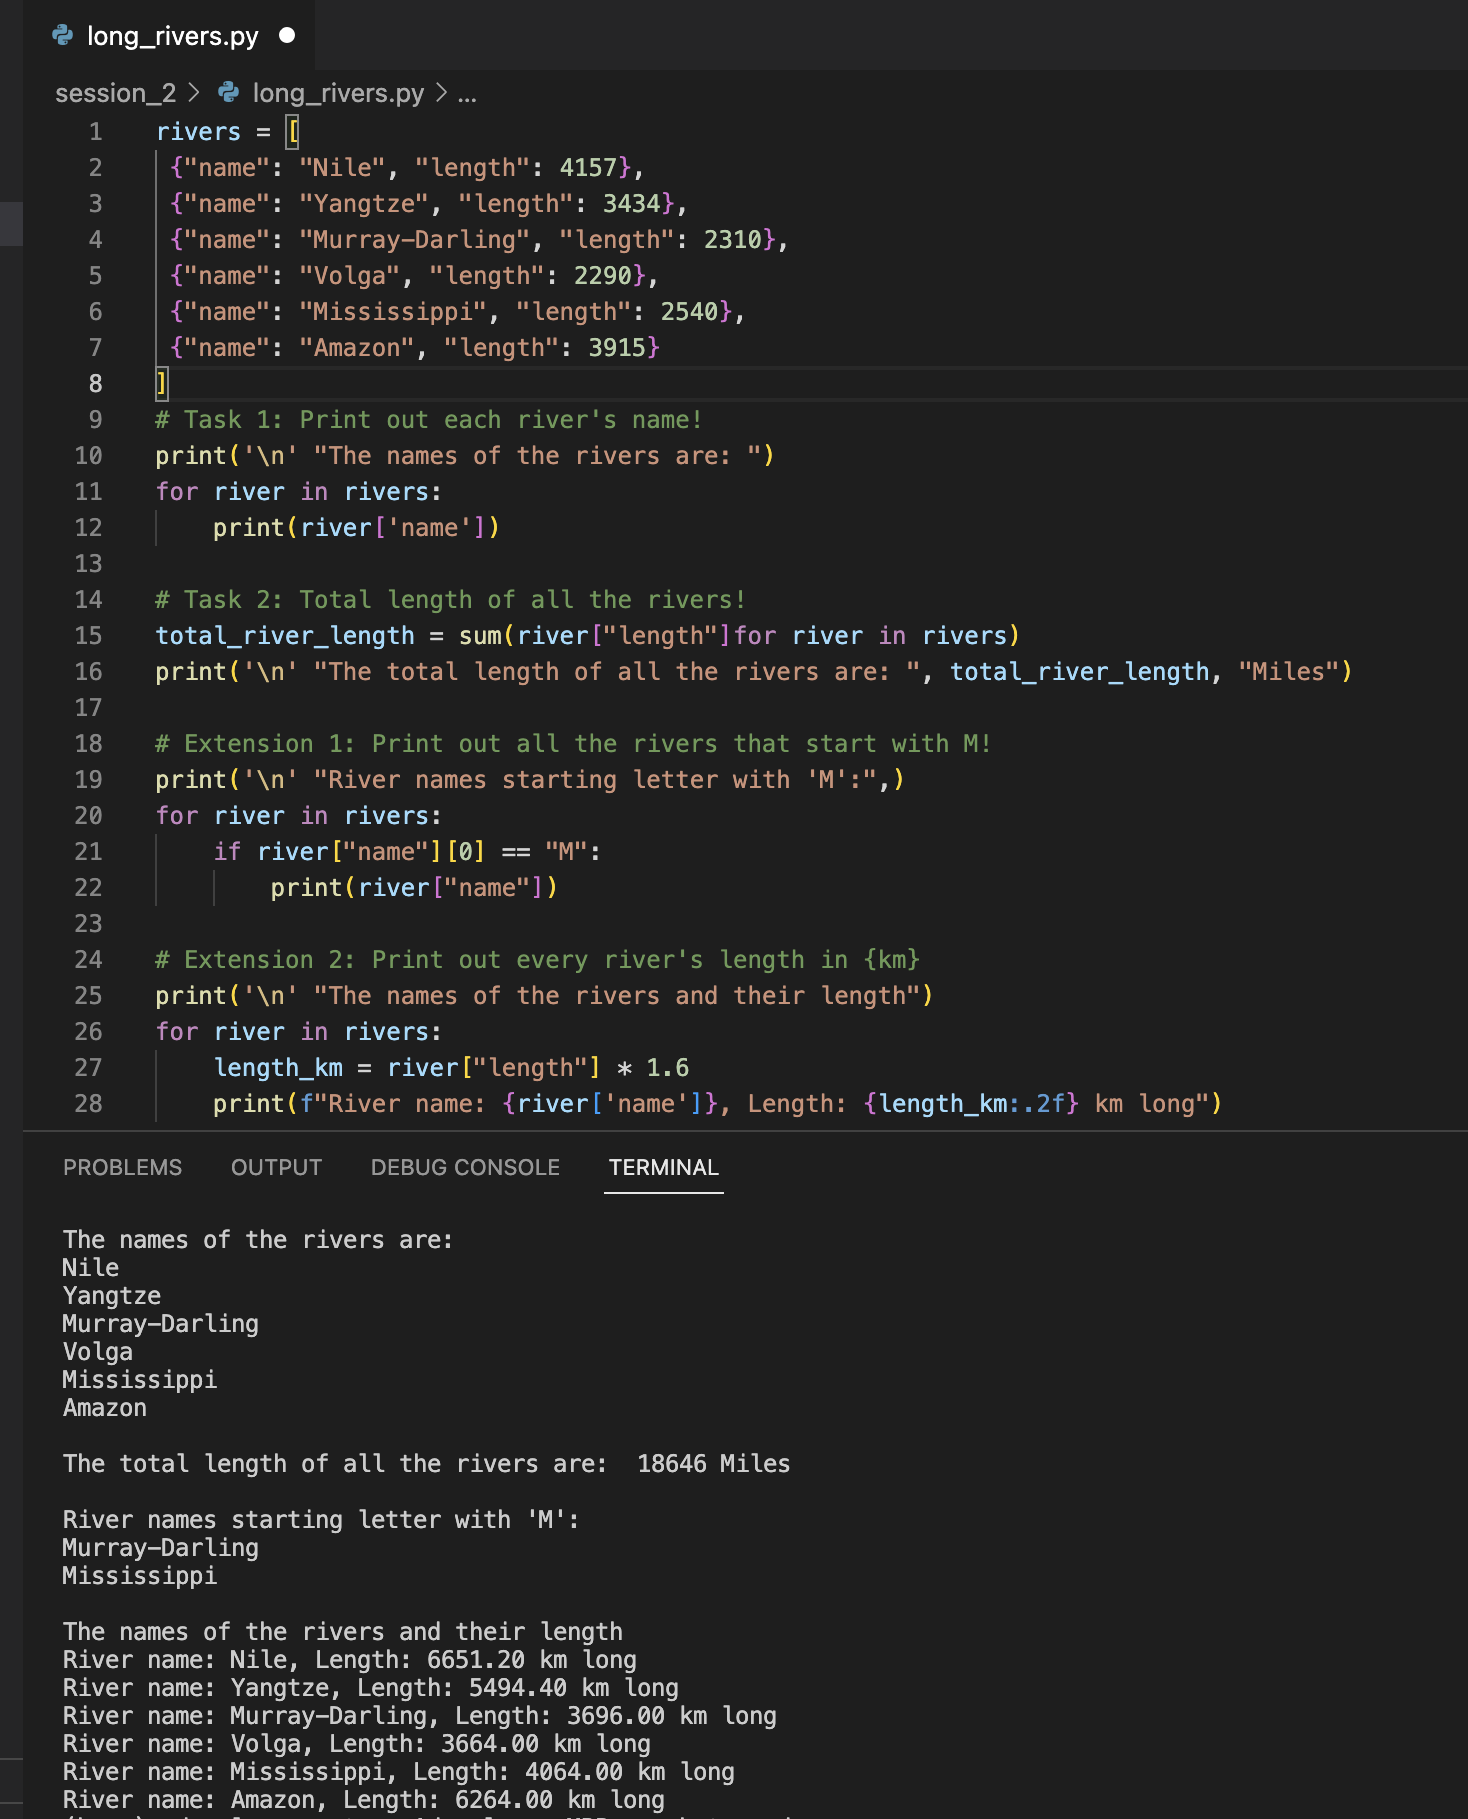 long_rivers.py
session_2 > long_rivers.py > ...
1 rivers = [
2  {"name": "Nile", "length": 4157},
3  {"name": "Yangtze", "length": 3434},
4  {"name": "Murray-Darling", "length": 2310},
5  {"name": "Volga", "length": 2290},
6  {"name": "Mississippi", "length": 2540},
7  {"name": "Amazon", "length": 3915}
8 ]
9 # Task 1: Print out each river's name!
10 print('\n' "The names of the rivers are: ")
11 for river in rivers:
12     print(river['name'])
13
14 # Task 2: Total length of all the rivers!
15 total_river_length = sum(river["length"]for river in rivers)
16 print('\n' "The total length of all the rivers are: ", total_river_length, "Miles")
17
18 # Extension 1: Print out all the rivers that start with M!
19 print('\n' "River names starting letter with 'M':",)
20 for river in rivers:
21     if river["name"][0] == "M":
22         print(river["name"])
23
24 # Extension 2: Print out every river's length in {km}
25 print('\n' "The names of the rivers and their length")
26 for river in rivers:
27     length_km = river["length"] * 1.6
28     print(f"River name: {river['name']}, Length: {length_km:.2f} km long")
PROBLEMS OUTPUT DEBUG CONSOLE TERMINAL
The names of the rivers are:
Nile
Yangtze
Murray-Darling
Volga
Mississippi
Amazon
The total length of all the rivers are:  18646 Miles
River names starting letter with 'M':
Murray-Darling
Mississippi
The names of the rivers and their length
River name: Nile, Length: 6651.20 km long
River name: Yangtze, Length: 5494.40 km long
River name: Murray-Darling, Length: 3696.00 km long
River name: Volga, Length: 3664.00 km long
River name: Mississippi, Length: 4064.00 km long
River name: Amazon, Length: 6264.00 km long